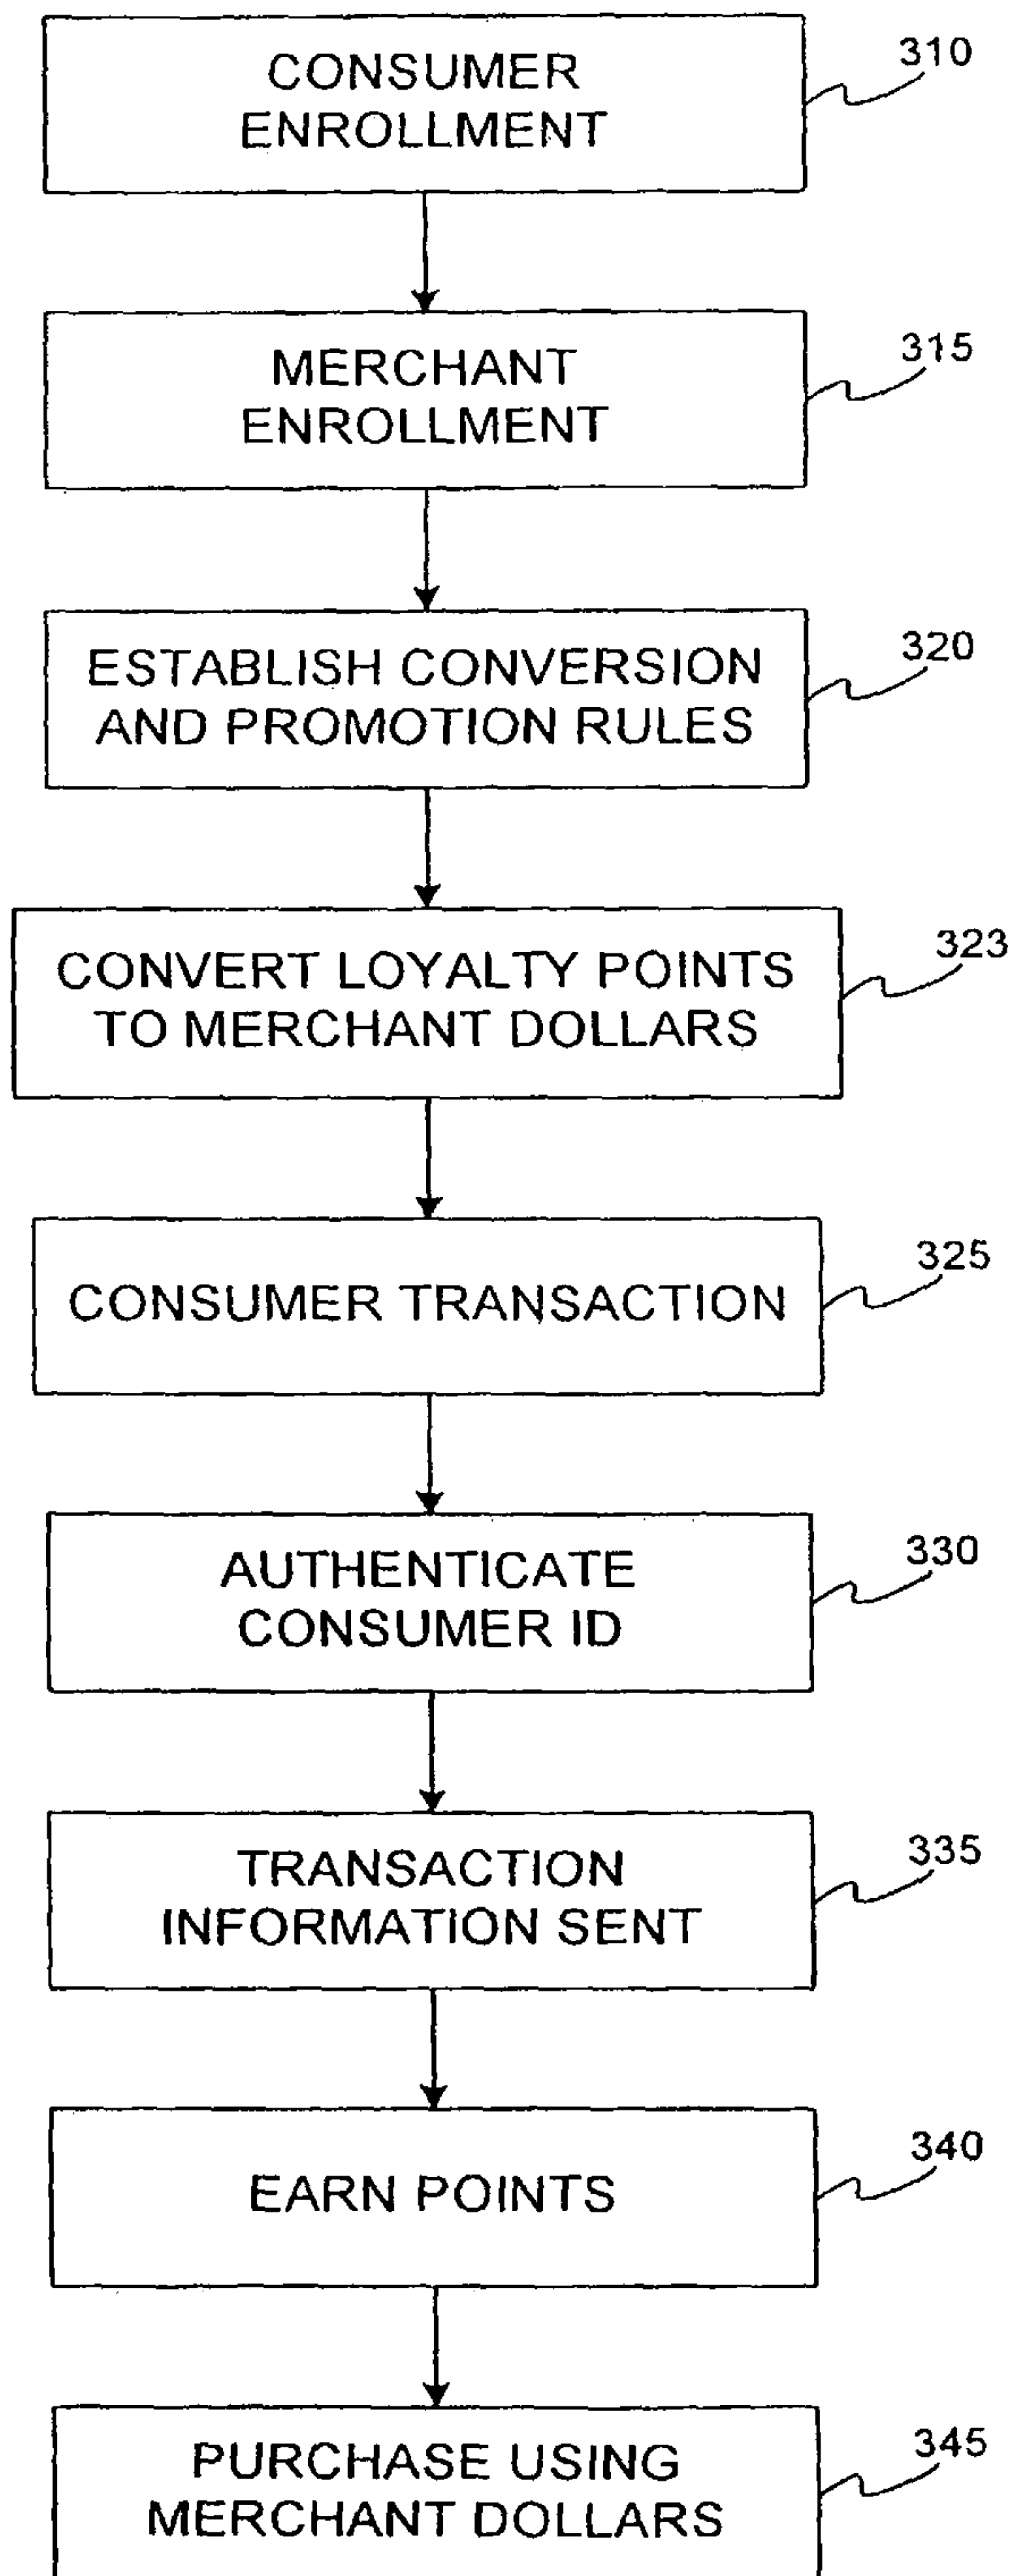 CONSUMER
ENROLLMENT
310
MERCHANT
ENROLLMENT
315
ESTABLISH CONVERSION
AND PROMOTION RULES
320
CONVERT LOYALTY POINTS
TO MERCHANT DOLLARS
323
CONSUMER TRANSACTION
325
AUTHENTICATE
CONSUMER ID
330
TRANSACTION
INFORMATION SENT
335
EARN POINTS
340
PURCHASE USING
MERCHANT DOLLARS
345